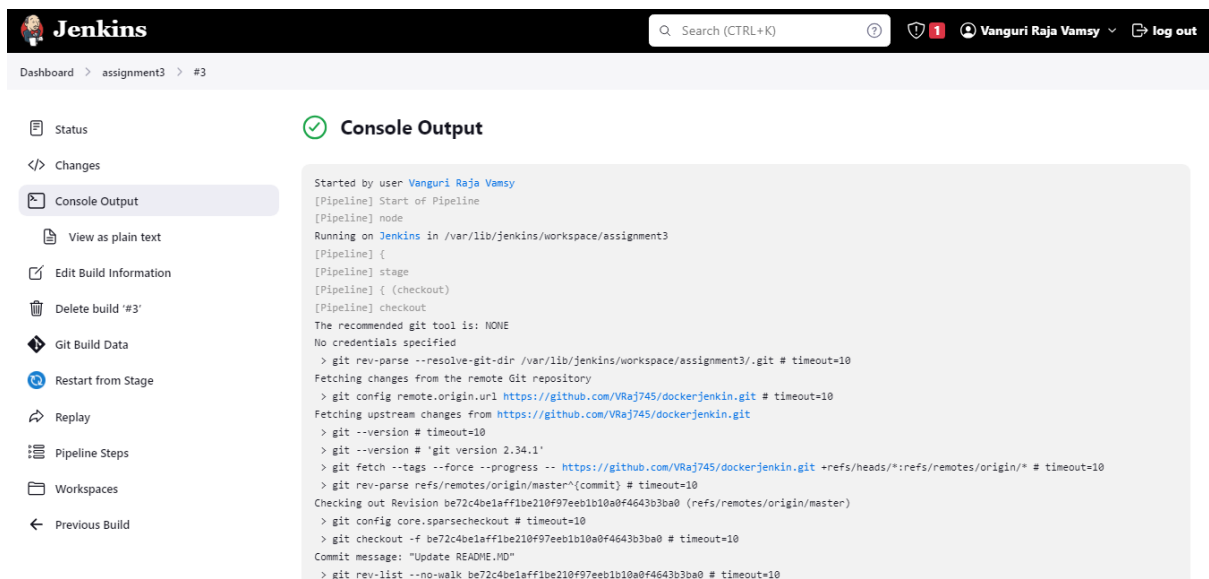 Jenkins
Search (CTRL+K)
1
Vanguri Raja Vamsy
log out
Dashboard > assignment3 > #3
Status
Changes
Console Output
View as plain text
Edit Build Information
Delete build '#3'
Git Build Data
Restart from Stage
Replay
Pipeline Steps
Workspaces
Previous Build
Console Output
Started by user Vanguri Raja Vamsy
[Pipeline] Start of Pipeline
[Pipeline] node
Running on Jenkins in /var/lib/jenkins/workspace/assignment3
[Pipeline] {
[Pipeline] stage
[Pipeline] { (checkout)
[Pipeline] checkout
The recommended git tool is: NONE
No credentials specified
> git rev-parse --resolve-git-dir /var/lib/jenkins/workspace/assignment3/.git # timeout=10
Fetching changes from the remote Git repository
> git config remote.origin.url https://github.com/VRaj745/dockerjenkin.git # timeout=10
Fetching upstream changes from https://github.com/VRaj745/dockerjenkin.git
> git --version # timeout=10
> git --version # 'git version 2.34.1'
> git fetch --tags --force --progress -- https://github.com/VRaj745/dockerjenkin.git +refs/heads/*:refs/remotes/origin/* # timeout=10
> git rev-parse refs/remotes/origin/master^{commit} # timeout=10
Checking out Revision be72c4be1aff1be210f97eeb1b10a0f4643b3ba0 (refs/remotes/origin/master)
> git config core.sparsecheckout # timeout=10
> git checkout -f be72c4be1aff1be210f97eeb1b10a0f4643b3ba0 # timeout=10
Commit message: "Update README.MD"
> git rev-list --no-walk be72c4be1aff1be210f97eeb1b10a0f4643b3ba0 # timeout=10